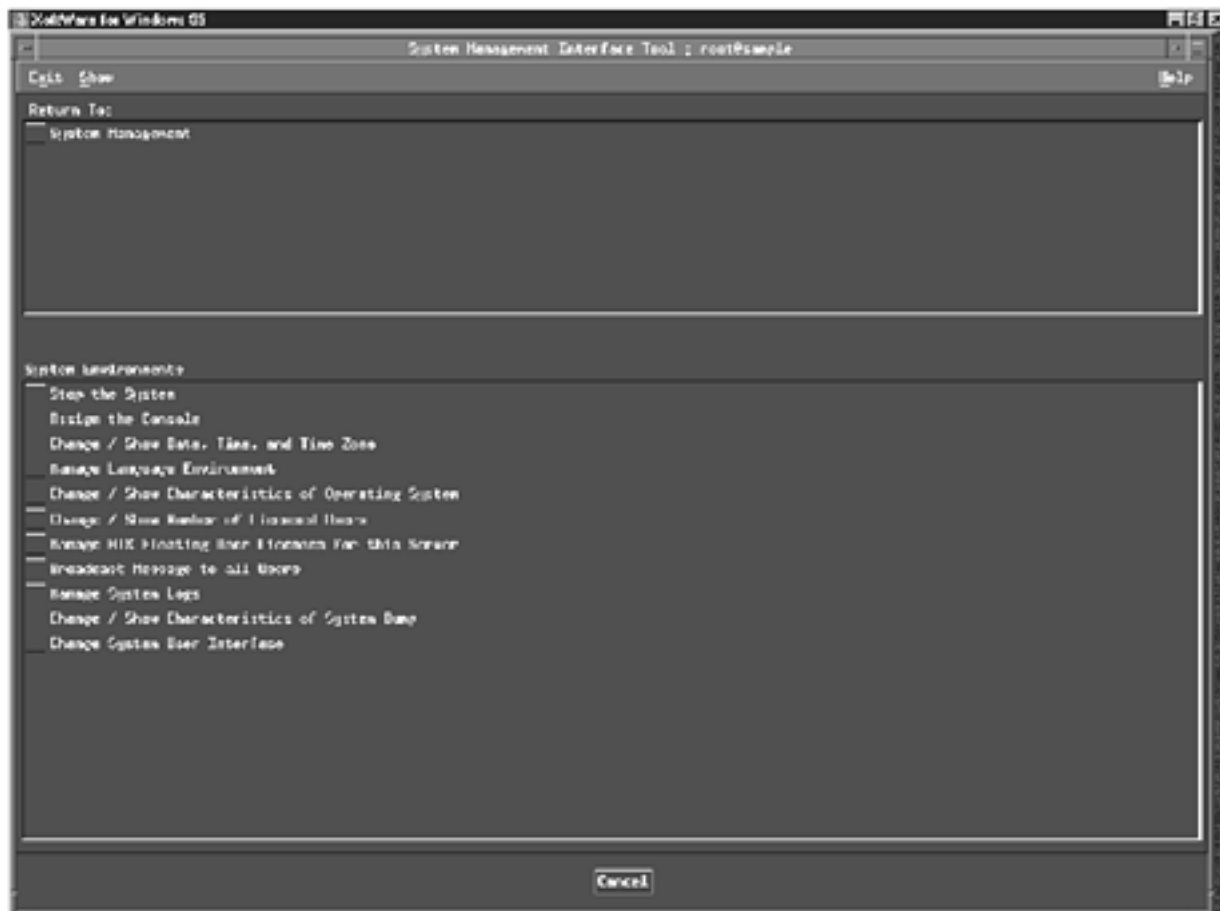 XoftWare for Windows 95
System Management Interface Tool : root@sample
Exit Show Help
Return To:
System Management
System Environments
Stop the System
Assign the Console
Change / Show Date, Time, and Time Zone
Manage Language Environment
Change / Show Characteristics of Operating System
Change / Show Number of Licensed Users
Manage AIX Floating User Licenses for this Server
Broadcast Message to all Users
Manage System Logs
Change / Show Characteristics of System Dump
Change System User Interface
Cancel